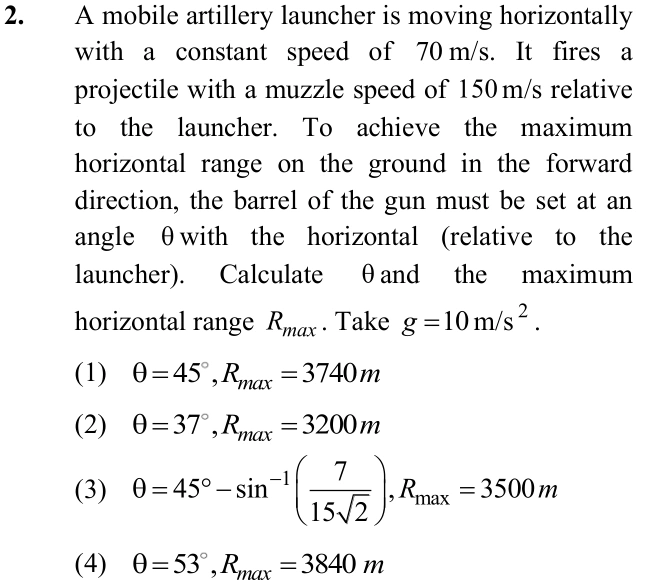 2. A mobile artillery launcher is moving horizontally
with a constant speed of 70 m/s. It fires a
projectile with a muzzle speed of 150 m/s relative
to the launcher. To achieve the maximum
horizontal range on the ground in the forward
direction, the barrel of the gun must be set at an
angle θ with the horizontal (relative to the
launcher). Calculate θ and the maximum
horizontal range R_max. Take g = 10 m/s².
(1) θ = 45°, R_max = 3740 m
(2) θ = 37°, R_max = 3200 m
(3) θ = 45° – sin⁻¹(7/(15√2)), R_max = 3500 m
(4) θ = 53°, R_max = 3840 m